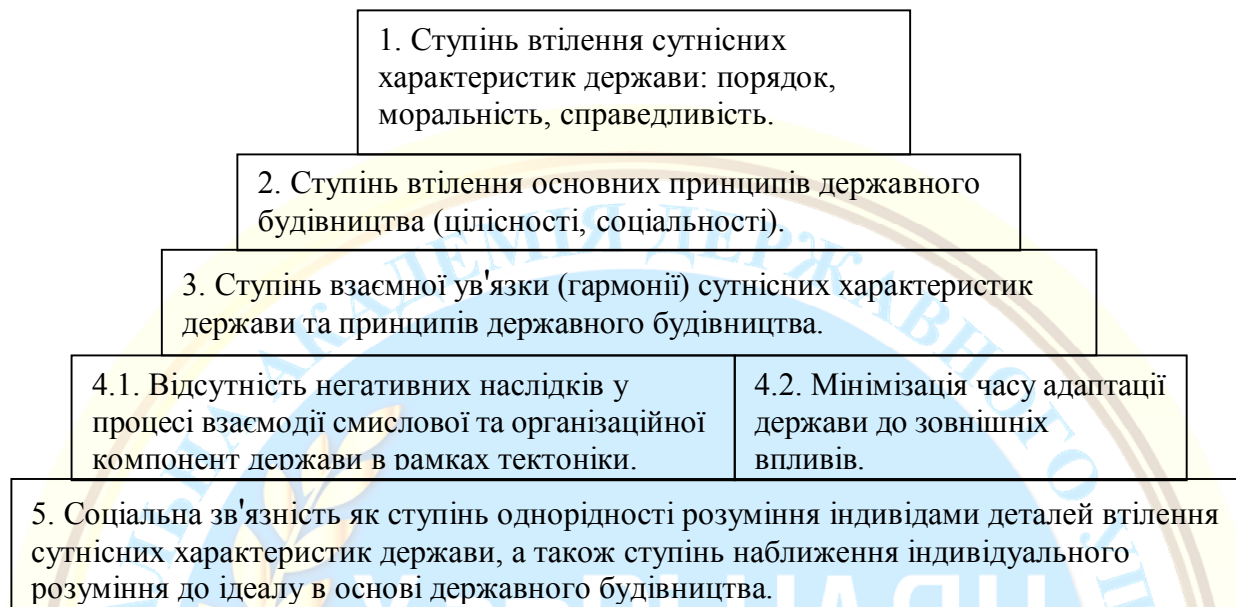 1. Ступінь втілення сутнісних
характеристик держави: порядок,
моральність, справедливість.
2. Ступінь втілення основних принципів державного
будівництва (цілісності, соціальності).
3. Ступінь взаємної ув'язки (гармонії) сутнісних характеристик
держави та принципів державного будівництва.
4.1. Відсутність негативних наслідків у
процесі взаємодії смислової та організаційної
компонент держави в рамках тектоніки.
4.2. Мінімізація часу адаптації
держави до зовнішніх
впливів.
5. Соціальна зв'язність як ступінь однорідності розуміння індивідами деталей втілення
сутнісних характеристик держави, а також ступінь наближення індивідуального
розуміння до ідеалу в основі державного будівництва.
АКАДЕМІЯ ДЕРЖАВНОГО